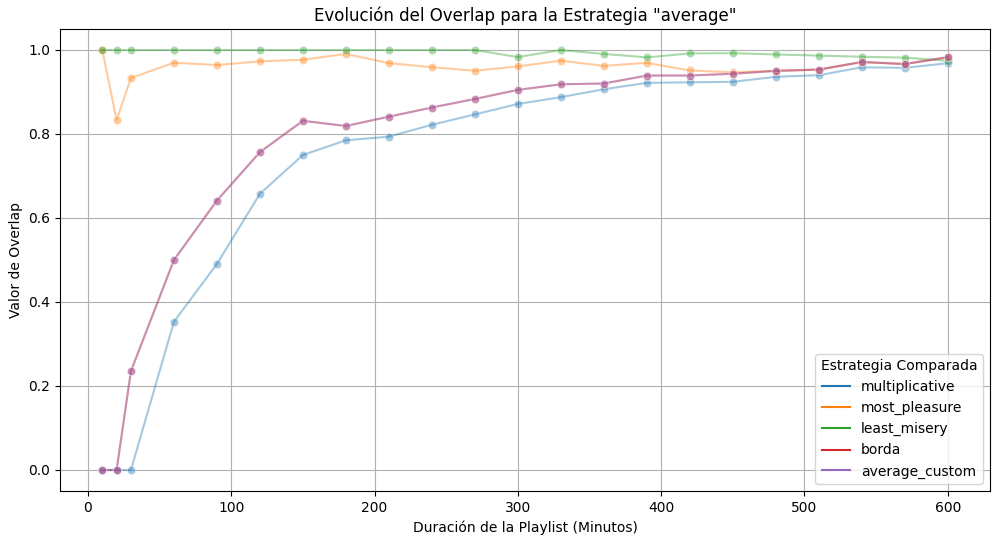 Evolución del Overlap para la Estrategia "average"
Valor de Overlap
1.0
0.8
0.6
0.4
0.2
0.0
Estrategia Comparada
multiplicative
most_pleasure
least_misery
borda
average_custom
0 100 200 300 400 500 600
Duración de la Playlist (Minutos)